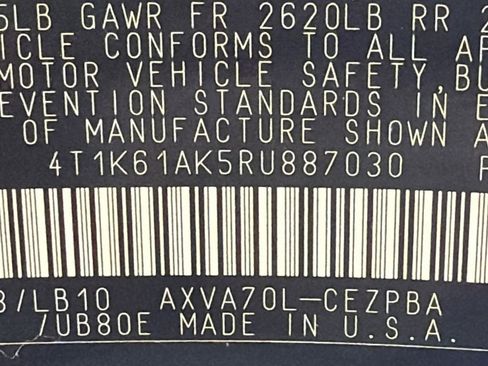 5LB GAWR FR 2620LB RR 2
ICLE CONFORMS TO ALL AP
MOTOR VEHICLE SAFETY, BU
EVENTION STANDARDS IN E
OF MANUFACTURE SHOWN A
4T1K61AK5RU887030 P
3/LB10 AXVA70L-CEZPBA
/UB80E MADE IN U.S.A.